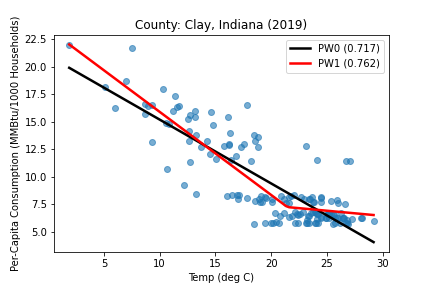 County: Clay, Indiana (2019)
Per-Capita Consumption (MMBtu/1000 Households)
22.5
20.0
17.5
15.0
12.5
10.0
7.5
5.0
PW0 (0.717)
PW1 (0.762)
5
10
15
20
25
30
Temp (deg C)